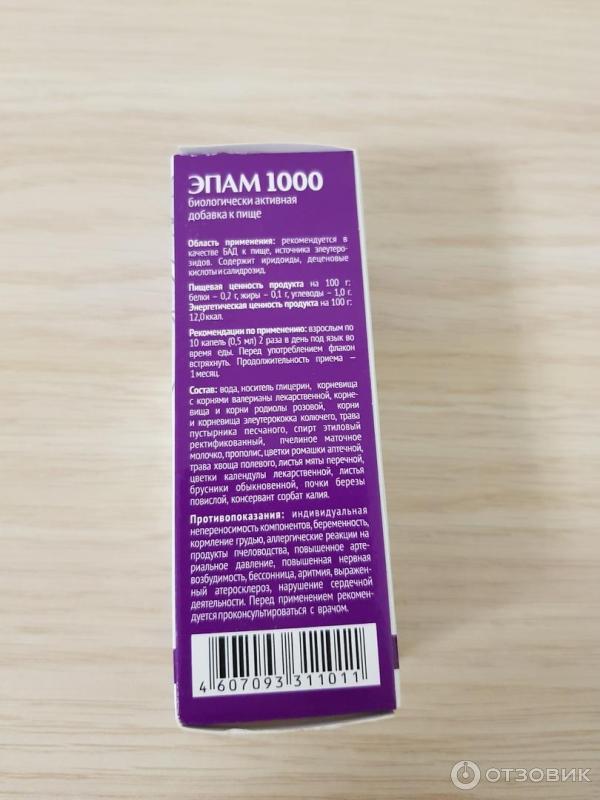 ЭПАМ 1000
биологически активная
добавка к пище
Область применения: рекомендуется в
качестве БАД к пище, источника элеутеро-
зидов. Содержит иридоиды, деценовые
кислоты и салидрозид.
Пищевая ценность продукта на 100 г:
белки – 0,2 г, жиры – 0,1 г, углеводы – 1,0 г.
Энергетическая ценность продукта на 100 г:
12,0 ккал.
Рекомендации по применению: взрослым по
10 капель (0,5 мл) 2 раза в день под язык во
время еды. Перед употреблением флакон
встряхнуть. Продолжительность приема –
1 месяц.
Состав: вода, носитель глицерин, корневища
с корнями валерианы лекарственной, корне-
вища и корни родиолы розовой, корни
и корневища элеутерококка колючего, трава
пустырника песчаного, спирт этиловый
ректификованный, пчелиное маточное
молочко, прополис, цветки ромашки аптечной,
трава хвоща полевого, листья мяты перечной,
цветки календулы лекарственной, листья
брусники обыкновенной, почки березы
повислой, консервант сорбат калия.
Противопоказания: индивидуальная
непереносимость компонентов, беременность,
кормление грудью, аллергические реакции на
продукты пчеловодства, повышенное арте-
риальное давление, повышенная нервная
возбудимость, бессонница, аритмия, выражен-
ный атеросклероз, нарушение сердечной
деятельности. Перед применением рекомен-
дуется проконсультироваться с врачом.
4 607093 311011
ОТЗОВИК